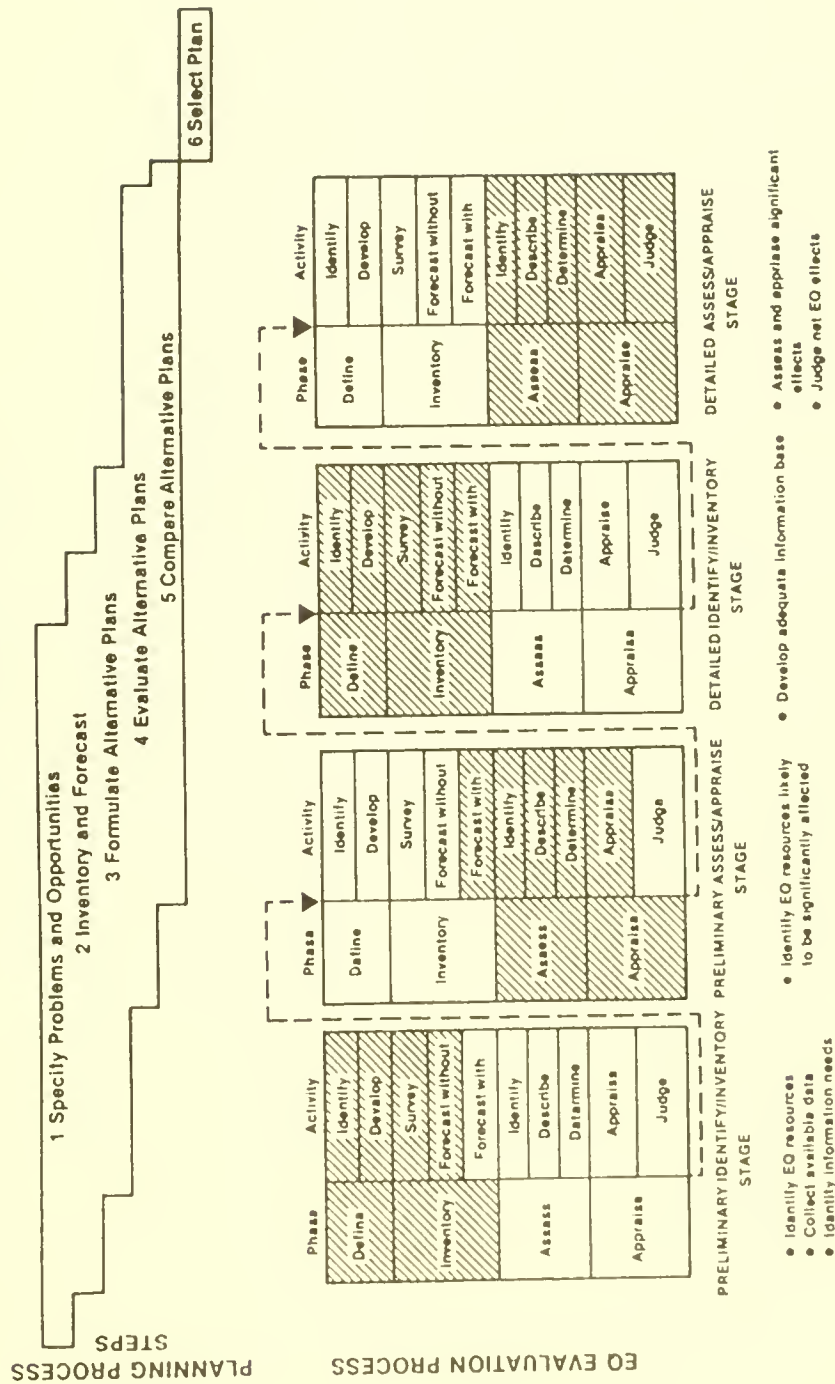 PLANNING PROCESS
STEPS
1 Specify Problems and Opportunities
2 Inventory and Forecast
3 Formulate Alternative Plans
4 Evaluate Alternative Plans
5 Compare Alternative Plans
6 Select Plan
EQ EVALUATION PROCESS
Phase
Activity
Define
Identify
Develop
Inventory
Survey
Forecast without
Forecast with
Assess
Identify
Describe
Determine
Appraise
Appraise
Judge
PRELIMINARY IDENTIFY/INVENTORY
STAGE
• Identify EQ resources
• Collect available data
• Identify information needs
Phase
Activity
Define
Identify
Develop
Inventory
Survey
Forecast without
Forecast with
Assess
Identify
Describe
Determine
Appraise
Appraise
Judge
PRELIMINARY ASSESS/APPRAISE
STAGE
• Identify EQ resources likely
to be significantly affected
Phase
Activity
Define
Identify
Develop
Inventory
Survey
Forecast without
Forecast with
Assess
Identify
Describe
Determine
Appraise
Appraise
Judge
DETAILED IDENTIFY/INVENTORY
STAGE
• Develop adequate information base
Phase
Activity
Define
Identify
Develop
Inventory
Survey
Forecast without
Forecast with
Assess
Identify
Describe
Determine
Appraise
Appraise
Judge
DETAILED ASSESS/APPRAISE
STAGE
• Assess and appriase significant
effects
• Judge net EQ effects